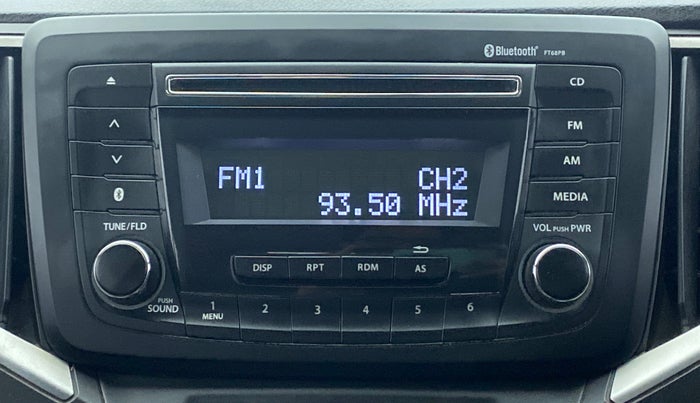 Bluetooth® FT68PB
CD
FM
AM
MEDIA
FM1 CH2
93.50 MHz
TUNE/FLD
VOL PUSH PWR
DISP RPT RDM AS
PUSH
SOUND
1 2 3 4 5 6
MENU